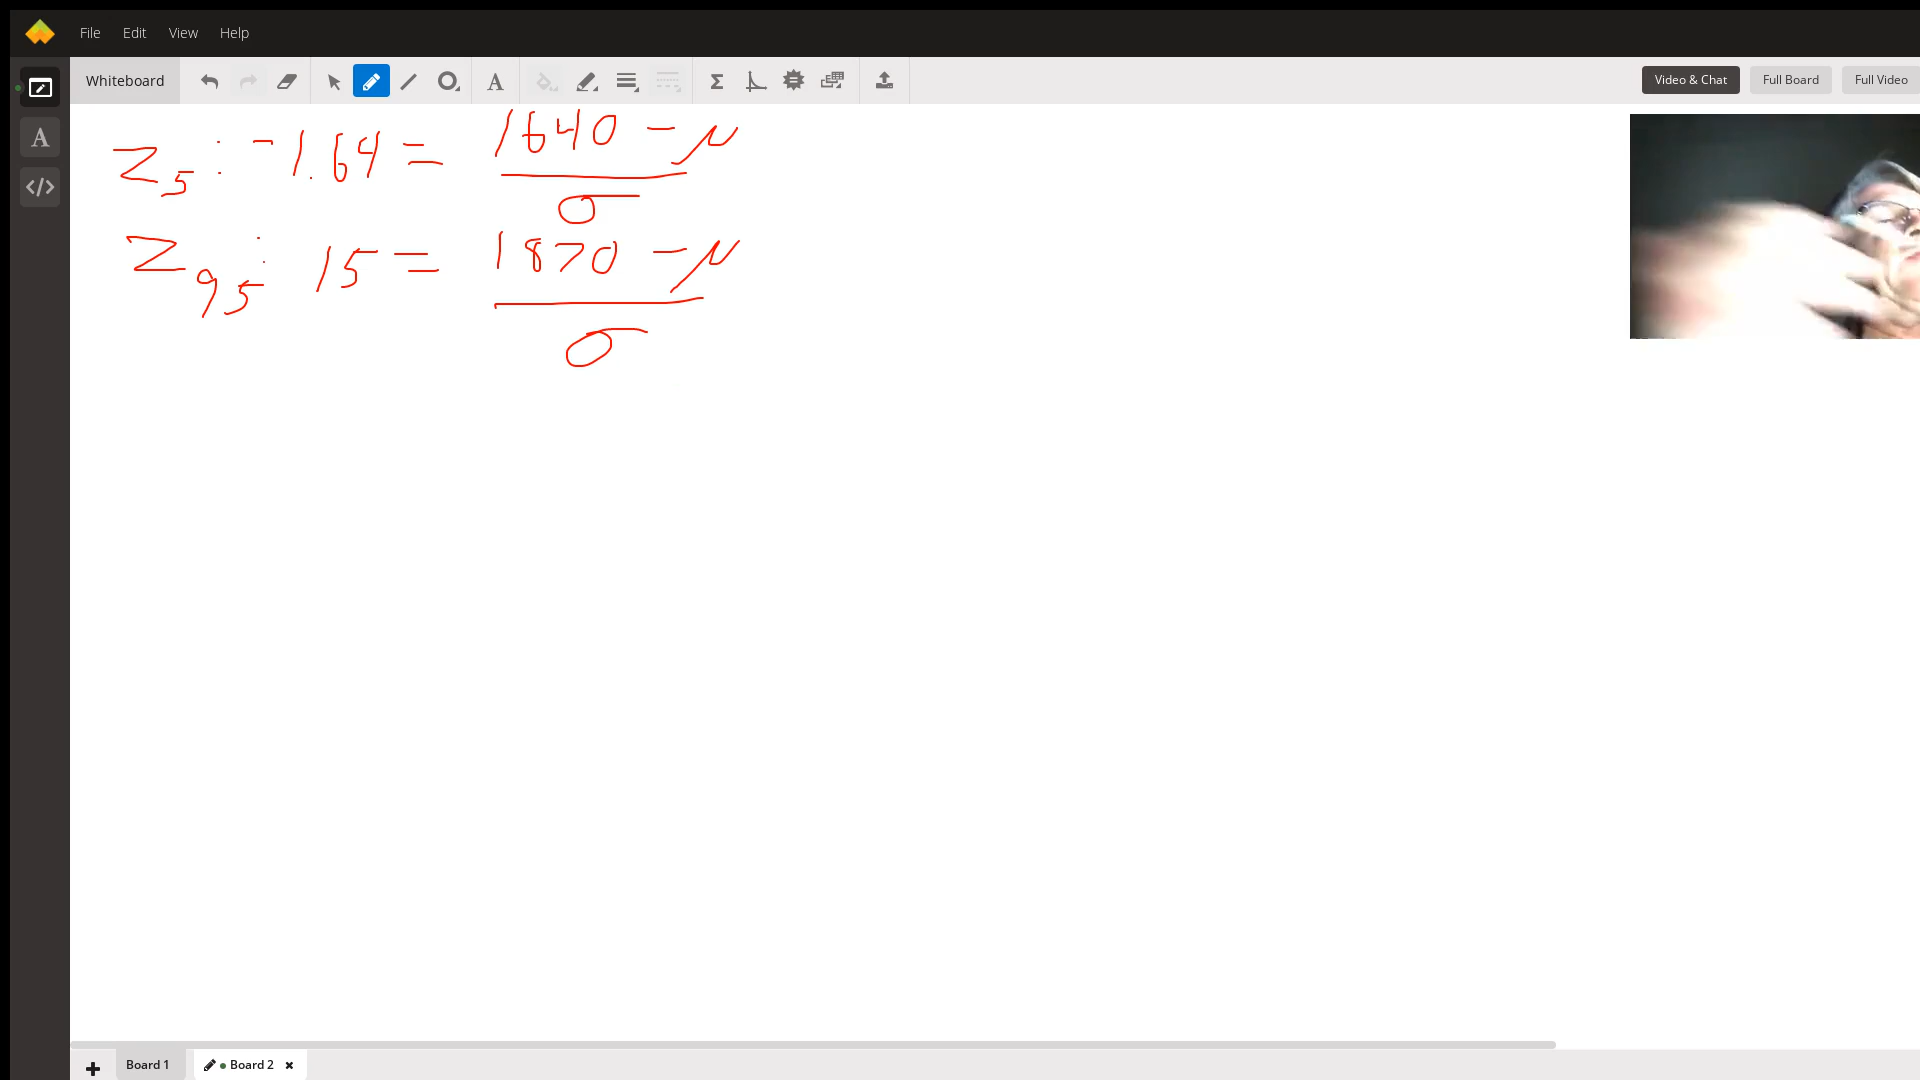 File Edit View Help
Whiteboard A Σ Video & Chat Full Board Full Video
A
</>
Z5 : -1.64 = 1640 - μ
σ
Z95 : 15 = 1870 - μ
σ
+ Board 1 Board 2 ×